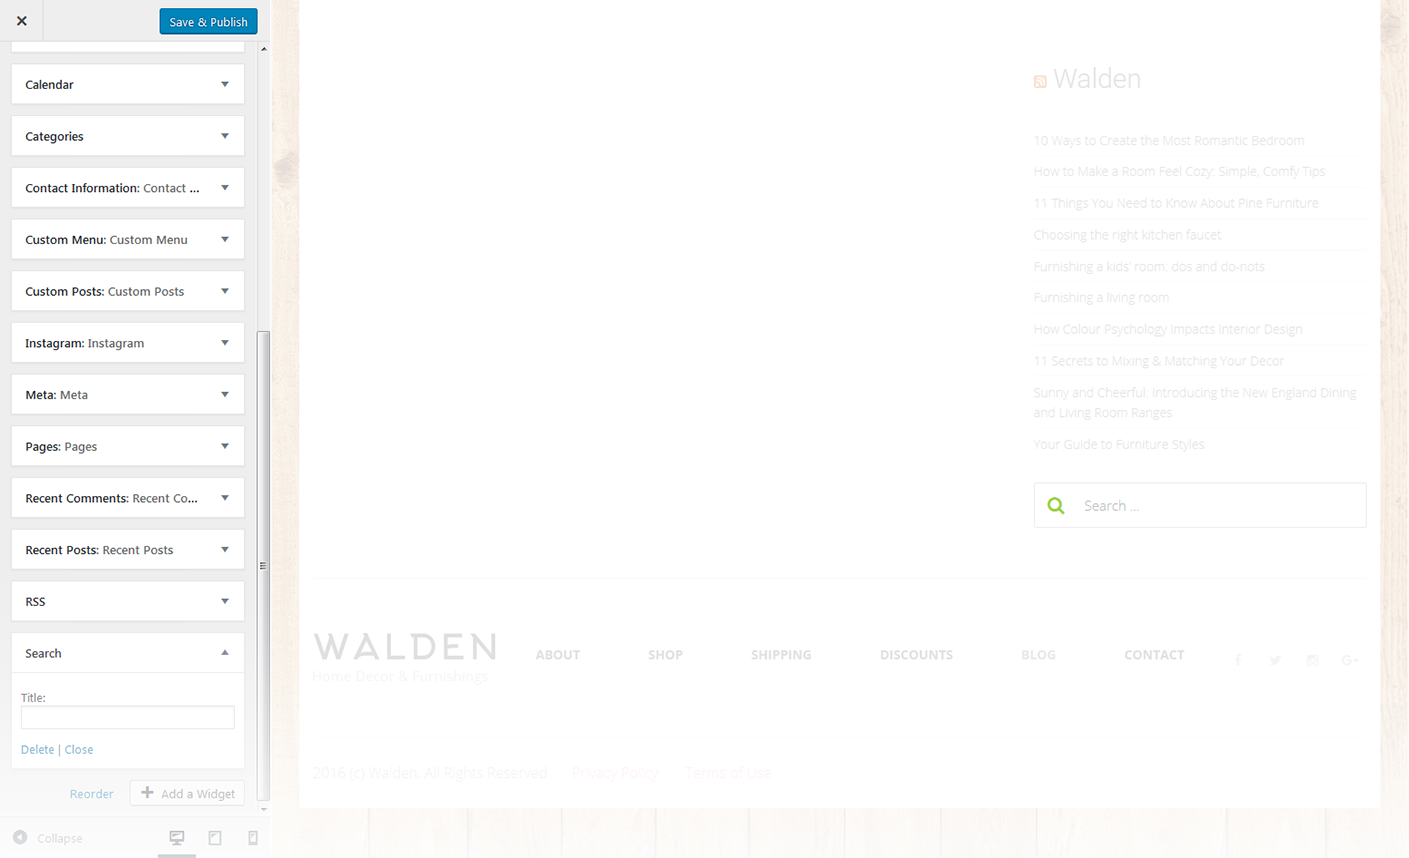 Save & Publish
Calendar
Categories
Contact Information: Contact ...
Custom Menu: Custom Menu
Custom Posts: Custom Posts
Instagram: Instagram
Meta: Meta
Pages: Pages
Recent Comments: Recent Co...
Recent Posts: Recent Posts
RSS
Search
Title:
Delete | Close
Reorder
Add a Widget
Collapse
Walden
10 Ways to Create the Most Romantic Bedroom
How to Make a Room Feel Cozy: Simple, Comfy Tips
11 Things You Need to Know About Pine Furniture
Choosing the right kitchen faucet
Furnishing a kids' room: dos and do-nots
Furnishing a living room
How Colour Psychology Impacts Interior Design
11 Secrets to Mixing & Matching Your Decor
Sunny and Cheerful: Introducing the New England Dining
and Living Room Ranges
Your Guide to Furniture Styles
Search ...
WALDEN
Home Decor & Furnishings
ABOUT SHOP SHIPPING DISCOUNTS BLOG CONTACT
2016 (c) Walden. All Rights Reserved Privacy Policy Terms of Use